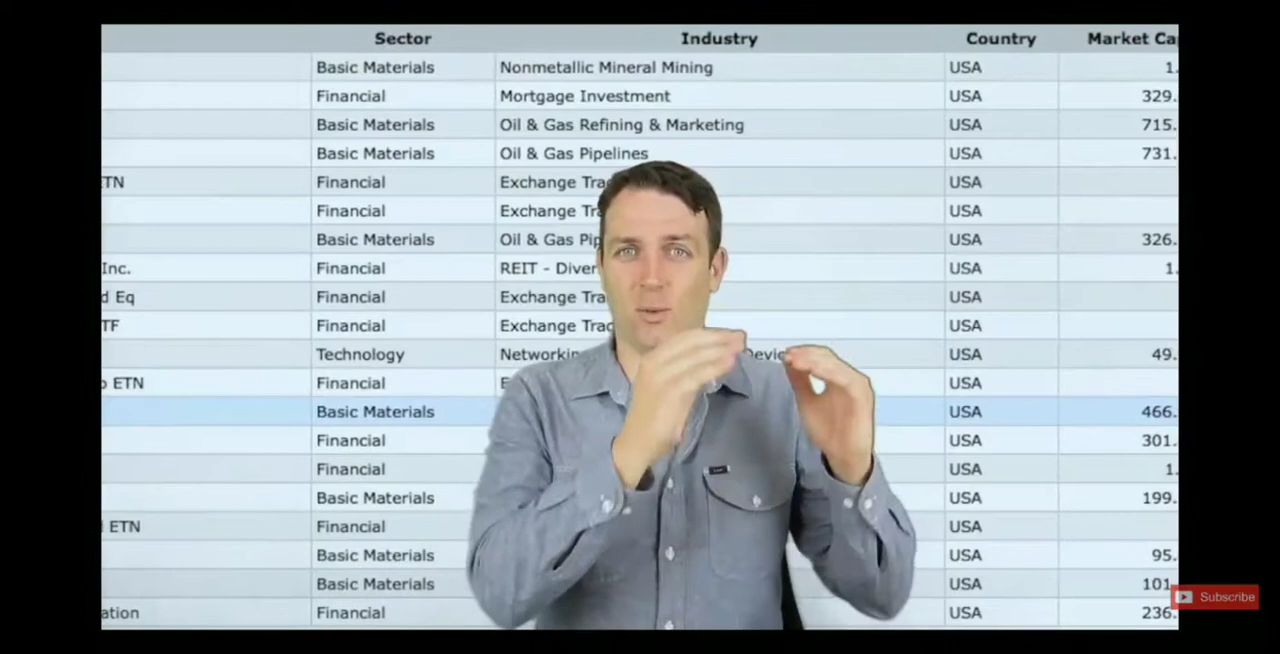 Sector Industry Country Market Ca
Basic Materials Nonmetallic Mineral Mining USA 1.
Financial Mortgage Investment USA 329.
Basic Materials Oil & Gas Refining & Marketing USA 715.
Basic Materials Oil & Gas Pipelines USA 731.
ETN Financial Exchange Tra USA
Financial Exchange Tr USA
Basic Materials Oil & Gas Pip USA 326.
Inc. Financial REIT - Diver USA 1.
d Eq Financial Exchange Tra USA
TF Financial Exchange Trad USA
Technology Networkin Devic USA 49.
ETN Financial E USA
Basic Materials USA 466.
Financial USA 301.
Financial USA 1.
Basic Materials USA 199.
ETN Financial USA
Basic Materials USA 95.
Basic Materials USA 101
Subscribe
ation Financial USA 236.